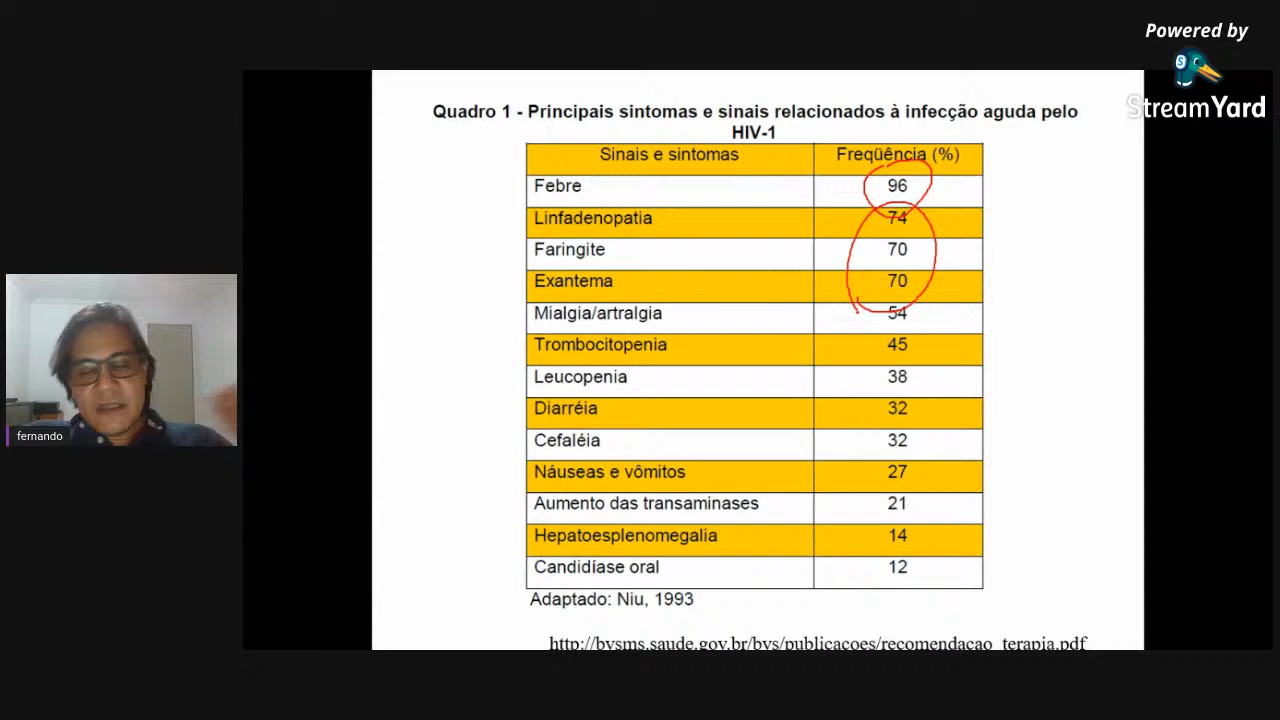 Powered by
StreamYard
Quadro 1 - Principais sintomas e sinais relacionados à infecção aguda pelo
HIV-1
Sinais e sintomas Freqüência (%)
Febre 96
Linfadenopatia 74
Faringite 70
Exantema 70
Mialgia/artralgia 54
Trombocitopenia 45
Leucopenia 38
Diarréia 32
Cefaléia 32
Náuseas e vômitos 27
Aumento das transaminases 21
Hepatoesplenomegalia 14
Candidíase oral 12
Adaptado: Niu, 1993
http://bvsms.saude.gov.br/bvs/publicacoes/recomendacao_terapia.pdf
fernando